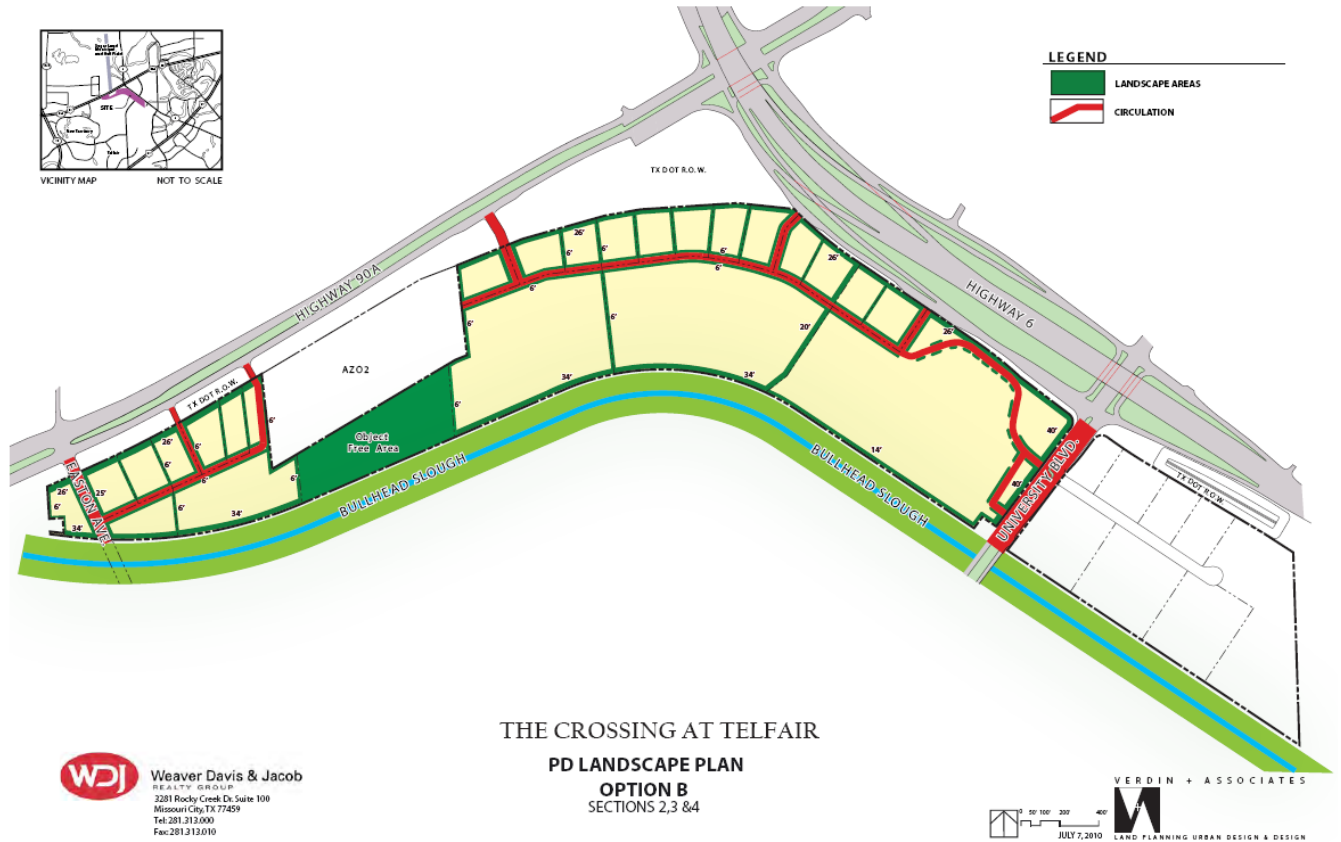 LEGEND
LANDSCAPE AREAS
CIRCULATION
SITE
VICINITY MAP NOT TO SCALE
TX DOT R.O.W.
HIGHWAY 90A
HIGHWAY 6
AZO2
TX DOT R.O.W.
Object
Free Area
BULLHEAD SLOUGH
BULLHEAD SLOUGH
EASTON AVE
UNIVERSITY BLVD.
TX DOT R.O.W
26'
6'
6'
6'
6'
6'
26'
6'
6'
6'
20'
26'
34'
34'
6'
6'
26'
6'
6'
6'
6'
6'
34'
25'
26'
6'
34'
14'
40'
40'
THE CROSSING AT TELFAIR
PD LANDSCAPE PLAN
OPTION B
SECTIONS 2,3 &4
WDJ
Weaver Davis & Jacob
REALTY GROUP
3281 Rocky Creek Dr. Suite 100
Missouri City, TX 77459
Tel: 281.313.000
Fax: 281.313.010
VERDIN + ASSOCIATES
0 50' 100' 200' 400'
JULY 7, 2010
LAND PLANNING URBAN DESIGN & DESIGN